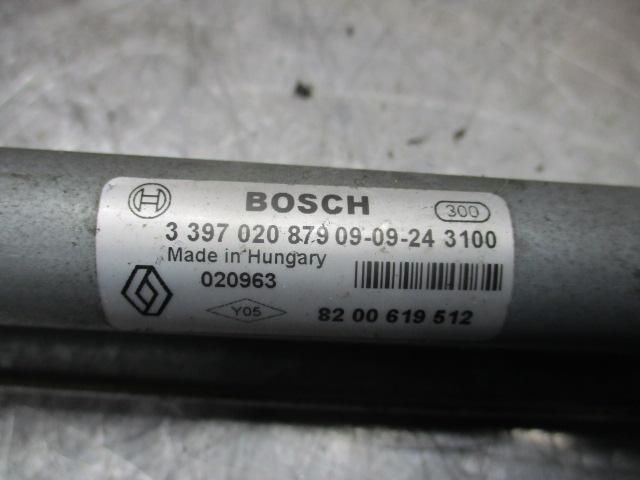 BOSCH
300
3 397 020 879 09-09-24 3100
Made in Hungary
020963
Y05
82 00 619 512